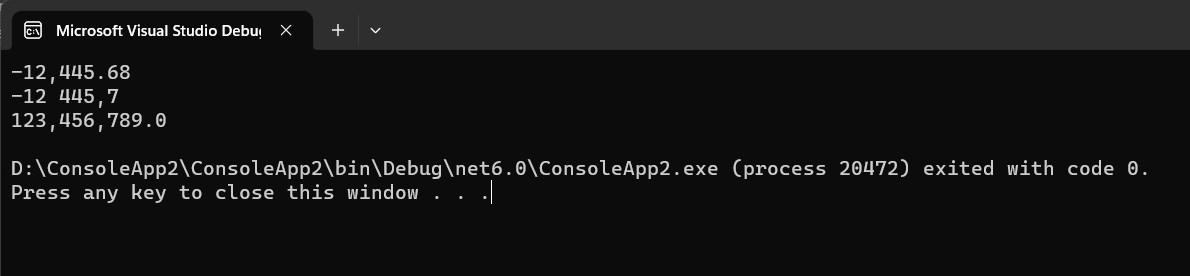 Microsoft Visual Studio Debu
-12,445.68
-12 445,7
123,456,789.0
D:\ConsoleApp2\ConsoleApp2\bin\Debug\net6.0\ConsoleApp2.exe (process 20472) exited with code 0.
Press any key to close this window . . .